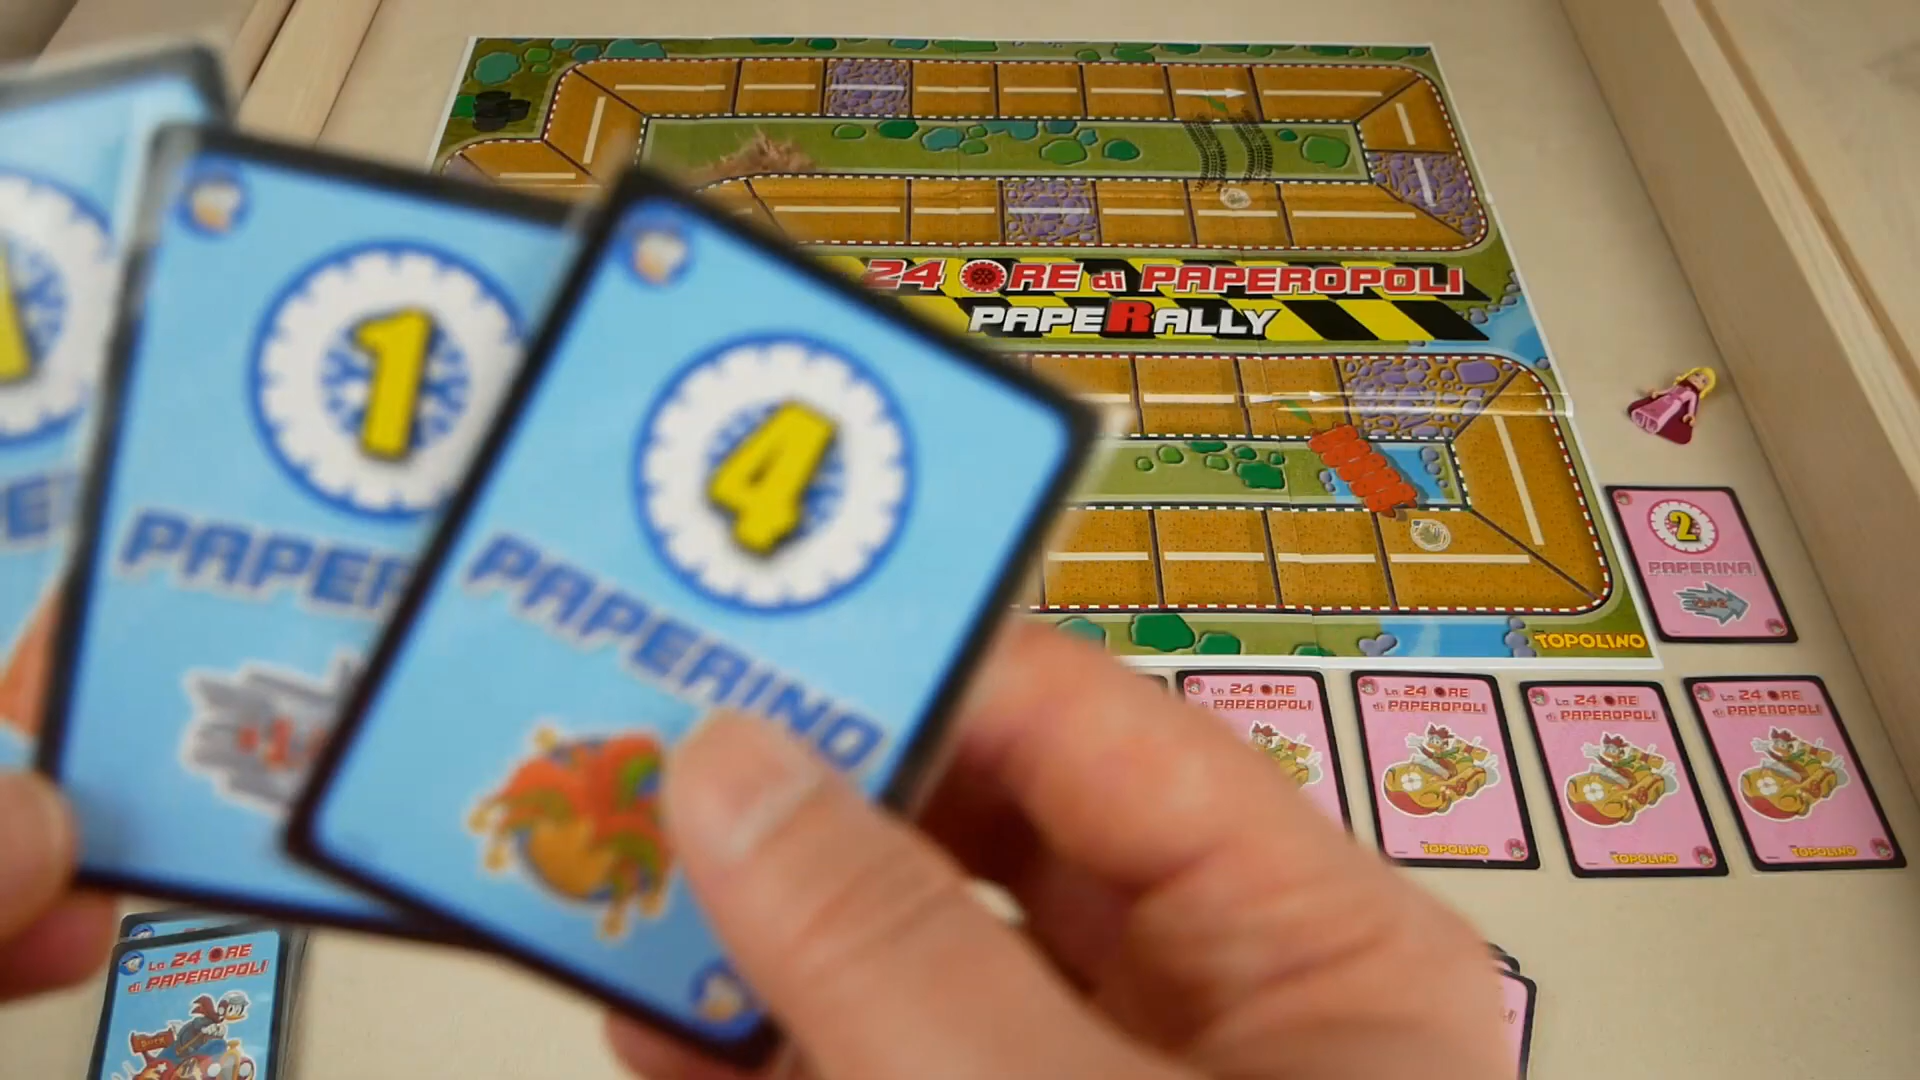 24 ORE di PAPEROPOLI
PAPERALLY
1
PAPER
4
PAPERINO
2
PAPERINA
TOPOLINO
La 24 ORE
di PAPEROPOLI
TOPOLINO
La 24 ORE
di PAPEROPOLI
TOPOLINO
La 24 ORE
di PAPEROPOLI
TOPOLINO
La 24 ORE
di PAPEROPOLI
La 24 ORE
di PAPEROPOLI